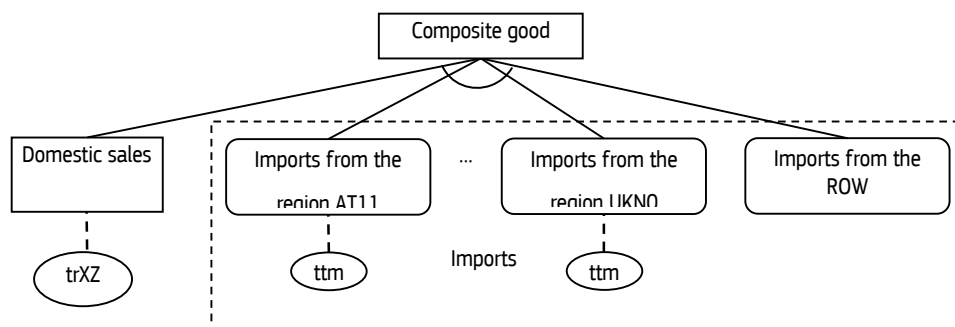 Composite good
Domestic sales
Imports from the
region AT11
...
Imports from the
region UKN0
Imports from the
ROW
trXZ
ttm
Imports
ttm